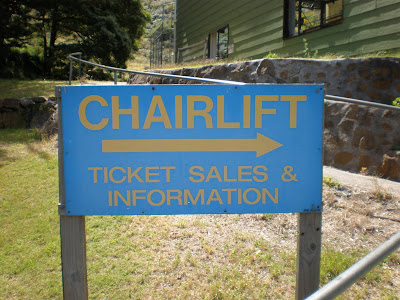 CHAIRLIFT
TICKET SALES &
INFORMATION